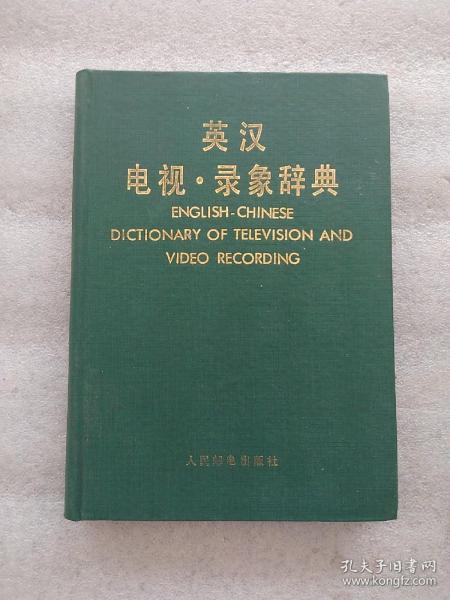 英汉
电视·录象辞典
ENGLISH-CHINESE
DICTIONARY OF TELEVISION AND
VIDEO RECORDING
人民邮电出版社
孔夫子旧书网
www.kongfz.com